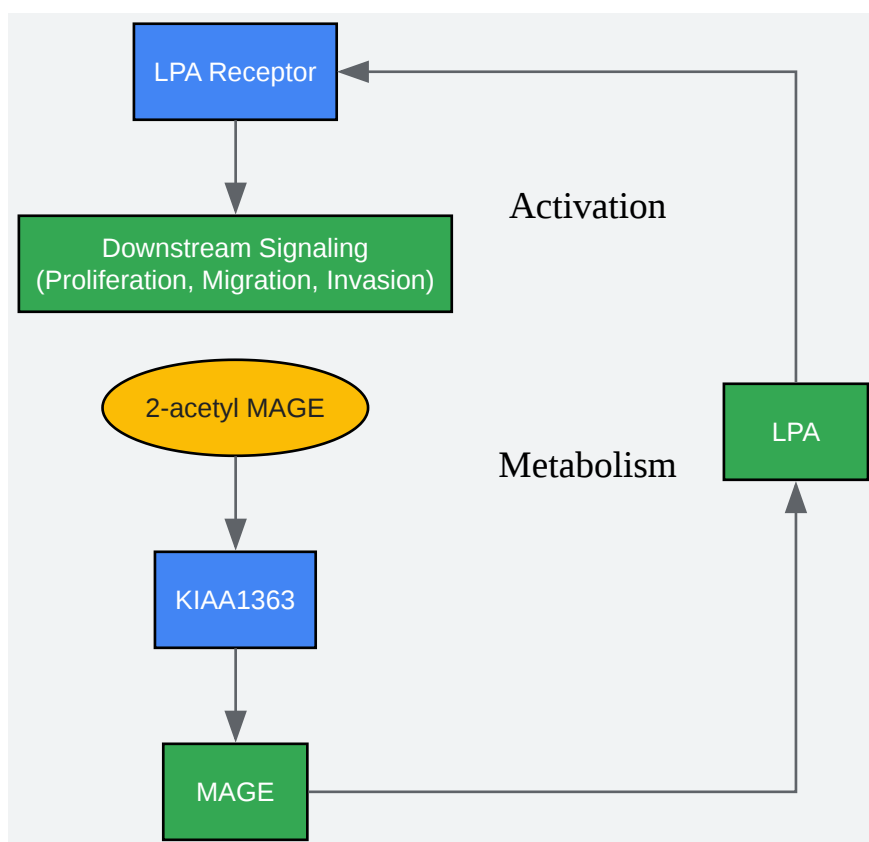 LPA Receptor
Activation
Downstream Signaling
(Proliferation, Migration, Invasion)
2-acetyl MAGE
LPA
Metabolism
KIAA1363
MAGE